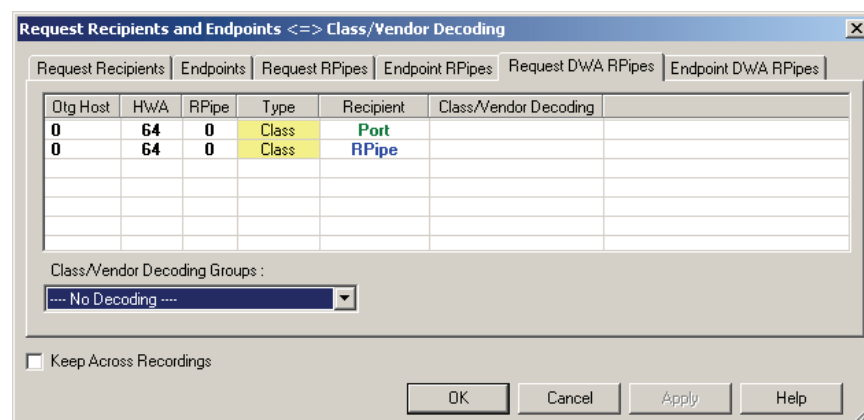 Request Recipients and Endpoints <=> Class/Vendor Decoding
Request Recipients Endpoints Request RPipes Endpoint RPipes Request DWA RPipes Endpoint DWA RPipes
Otg Host HWA RPipe Type Recipient Class/Vendor Decoding
0 64 0 Class Port
0 64 0 Class RPipe
Class/Vendor Decoding Groups :
---- No Decoding ----
Keep Across Recordings
OK Cancel Apply Help